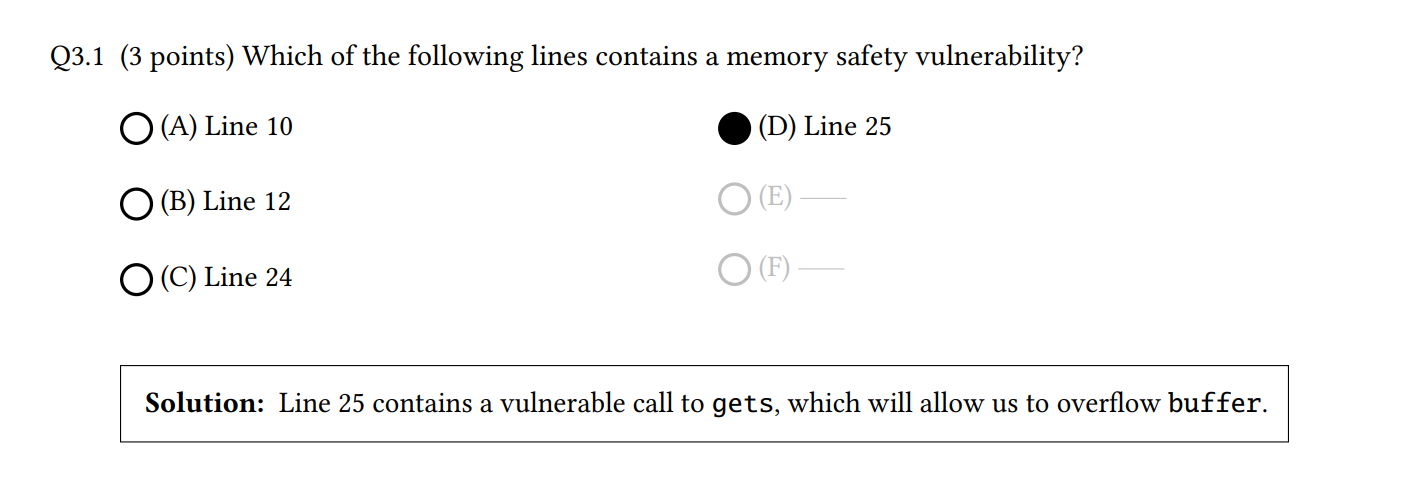 Q3.1 (3 points) Which of the following lines contains a memory safety vulnerability?
(A) Line 10
(B) Line 12
(C) Line 24
(D) Line 25
(E) ——
(F) ——
Solution: Line 25 contains a vulnerable call to gets, which will allow us to overflow buffer.